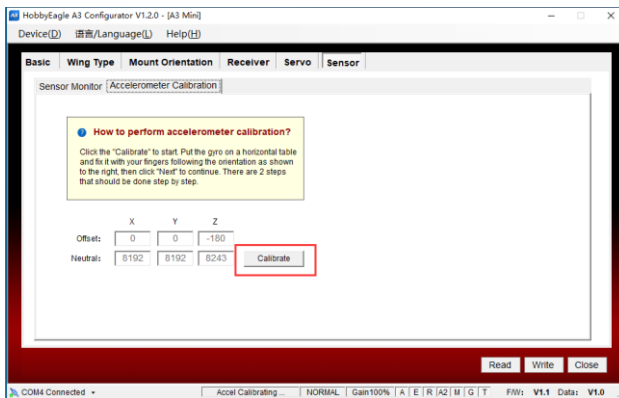 HobbyEagle A3 Configurator V1.2.0 - [A3 Mini]
Device(D) 语言/Language(L) Help(H)
Basic Wing Type Mount Orientation Receiver Servo Sensor
Sensor Monitor Accelerometer Calibration
How to perform accelerometer calibration?
Click the "Calibrate" to start. Put the gyro on a horizontal table
and fix it with your fingers following the orientation as shown
to the right, then click "Next" to continue. There are 2 steps
that should be done step by step.
X Y Z
Offset: 0 0 -180
Neutral: 8192 8192 8243 Calibrate
Read Write Close
COM4 Connected Accel Calibrating ... NORMAL Gain100% A E R A2 M G T F/W: V1.1 Data: V1.0